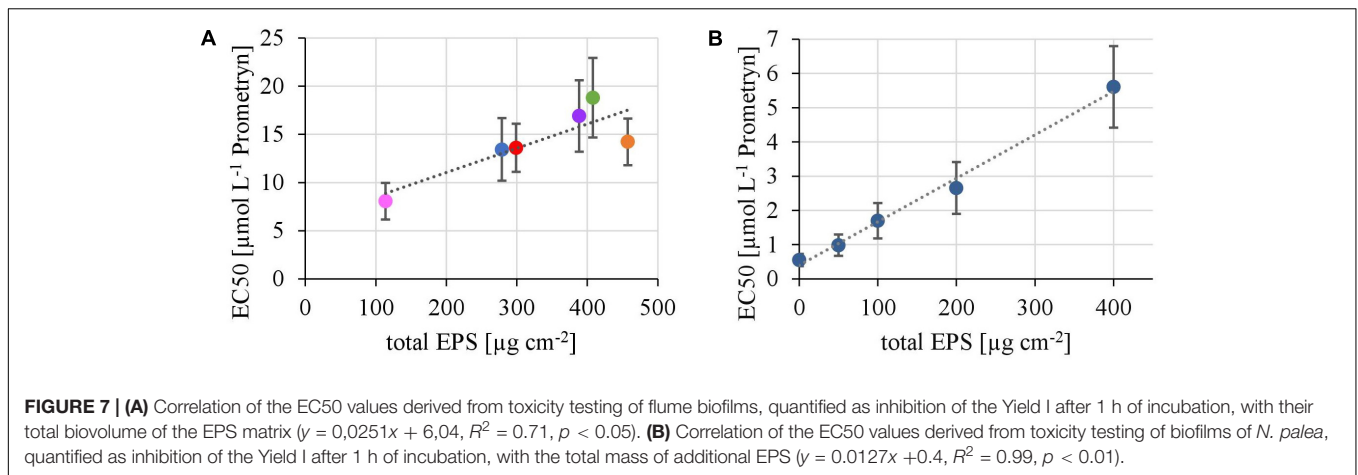 A
25
20
15
10
5
0
0
100
200
300
400
500
EC50 [µmol L-1 Prometryn]
total EPS [µg cm-2]
B
7
6
5
4
3
2
1
0
0
100
200
300
400
EC50 [µmol L-1 Prometryn]
total EPS [µg cm-2]
FIGURE 7 | (A) Correlation of the EC50 values derived from toxicity testing of flume biofilms, quantified as inhibition of the Yield I after 1 h of incubation, with their
total biovolume of the EPS matrix (y = 0,0251x + 6,04, R2 = 0.71, p < 0.05). (B) Correlation of the EC50 values derived from toxicity testing of biofilms of N. palea,
quantified as inhibition of the Yield I after 1 h of incubation, with the total mass of additional EPS (y = 0.0127x +0.4, R2 = 0.99, p < 0.01).